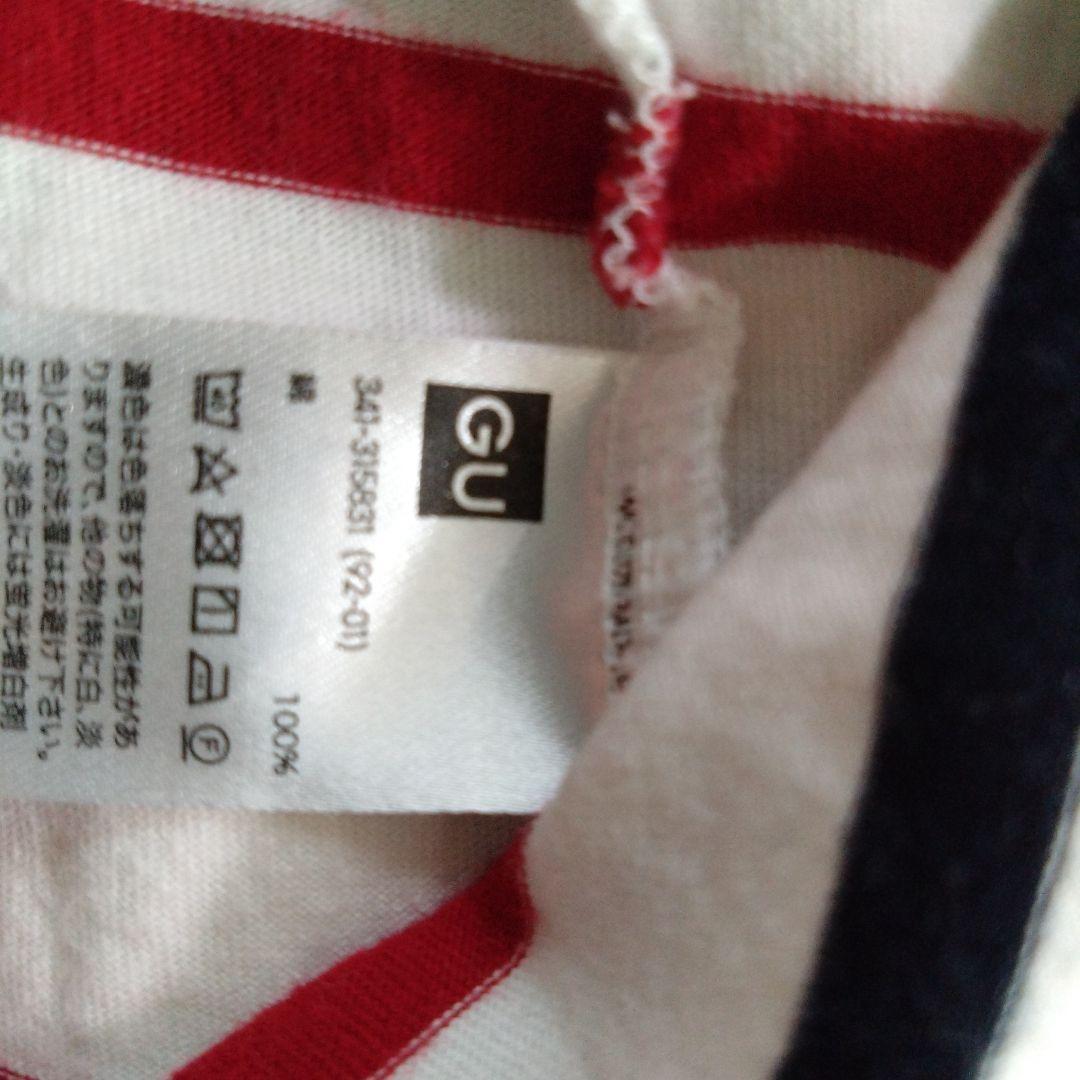 GU
341-315831 (92-01)
綿 100%
40
F
濃色は色落ちする可能性があ
りますので、他の物(特に白、淡
色)とのお洗濯はお避け下さい。
生成り・淡色には蛍光増白剤